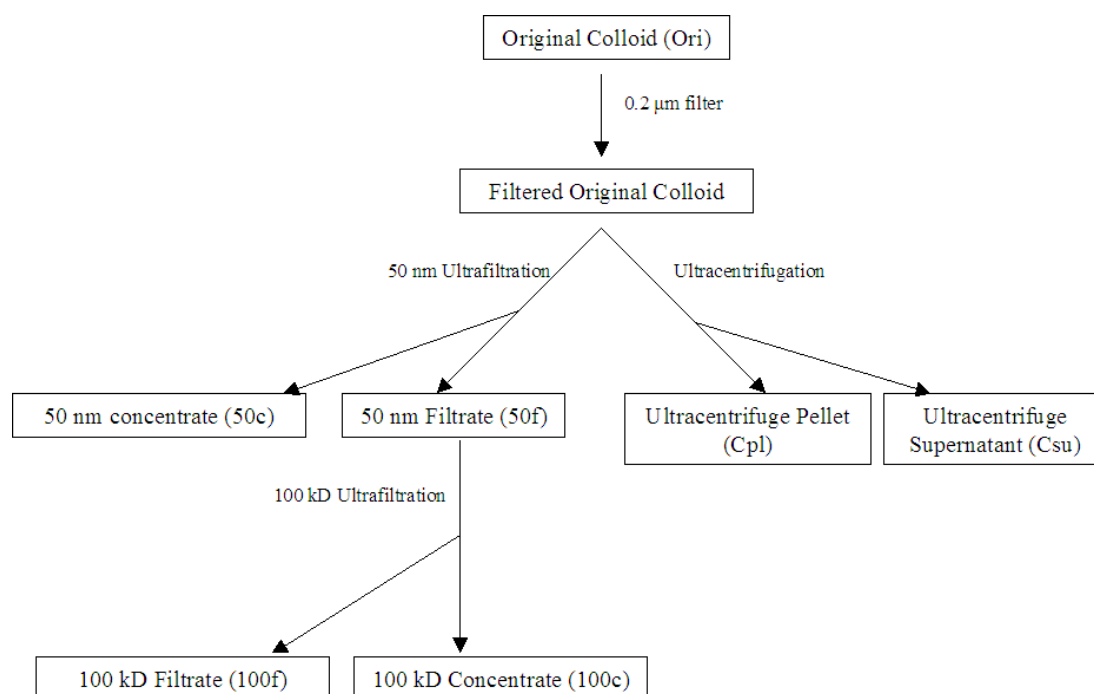 Original Colloid (Ori)
0.2 μm filter
Filtered Original Colloid
50 nm Ultrafiltration
Ultracentrifugation
50 nm concentrate (50c)
50 nm Filtrate (50f)
Ultracentrifuge Pellet
(Cpl)
Ultracentrifuge
Supernatant (Csu)
100 kD Ultrafiltration
100 kD Filtrate (100f)
100 kD Concentrate (100c)